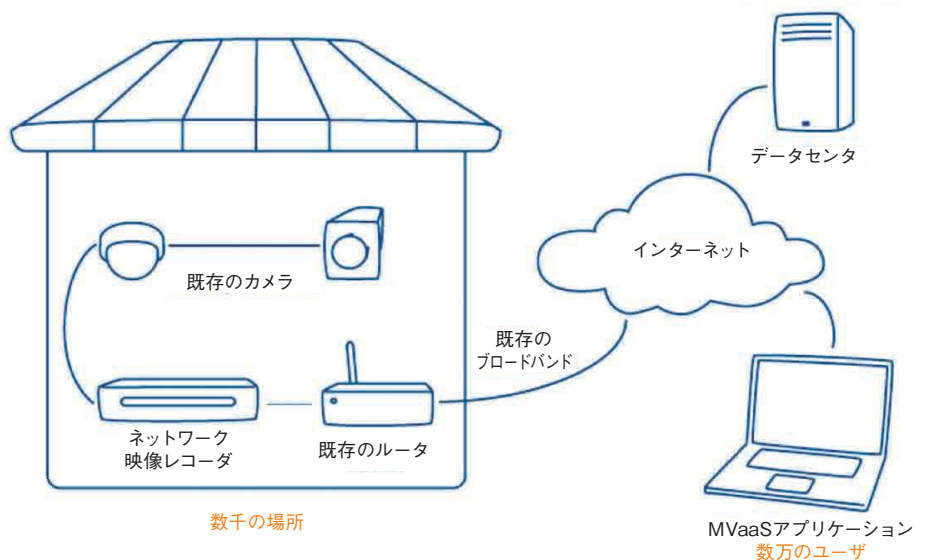 データセンタ
インターネット
既存のカメラ
既存の
ブロードバンド
ネットワーク
映像レコーダ
既存のルータ
数千の場所
MVaaSアプリケーション
数万のユーザ